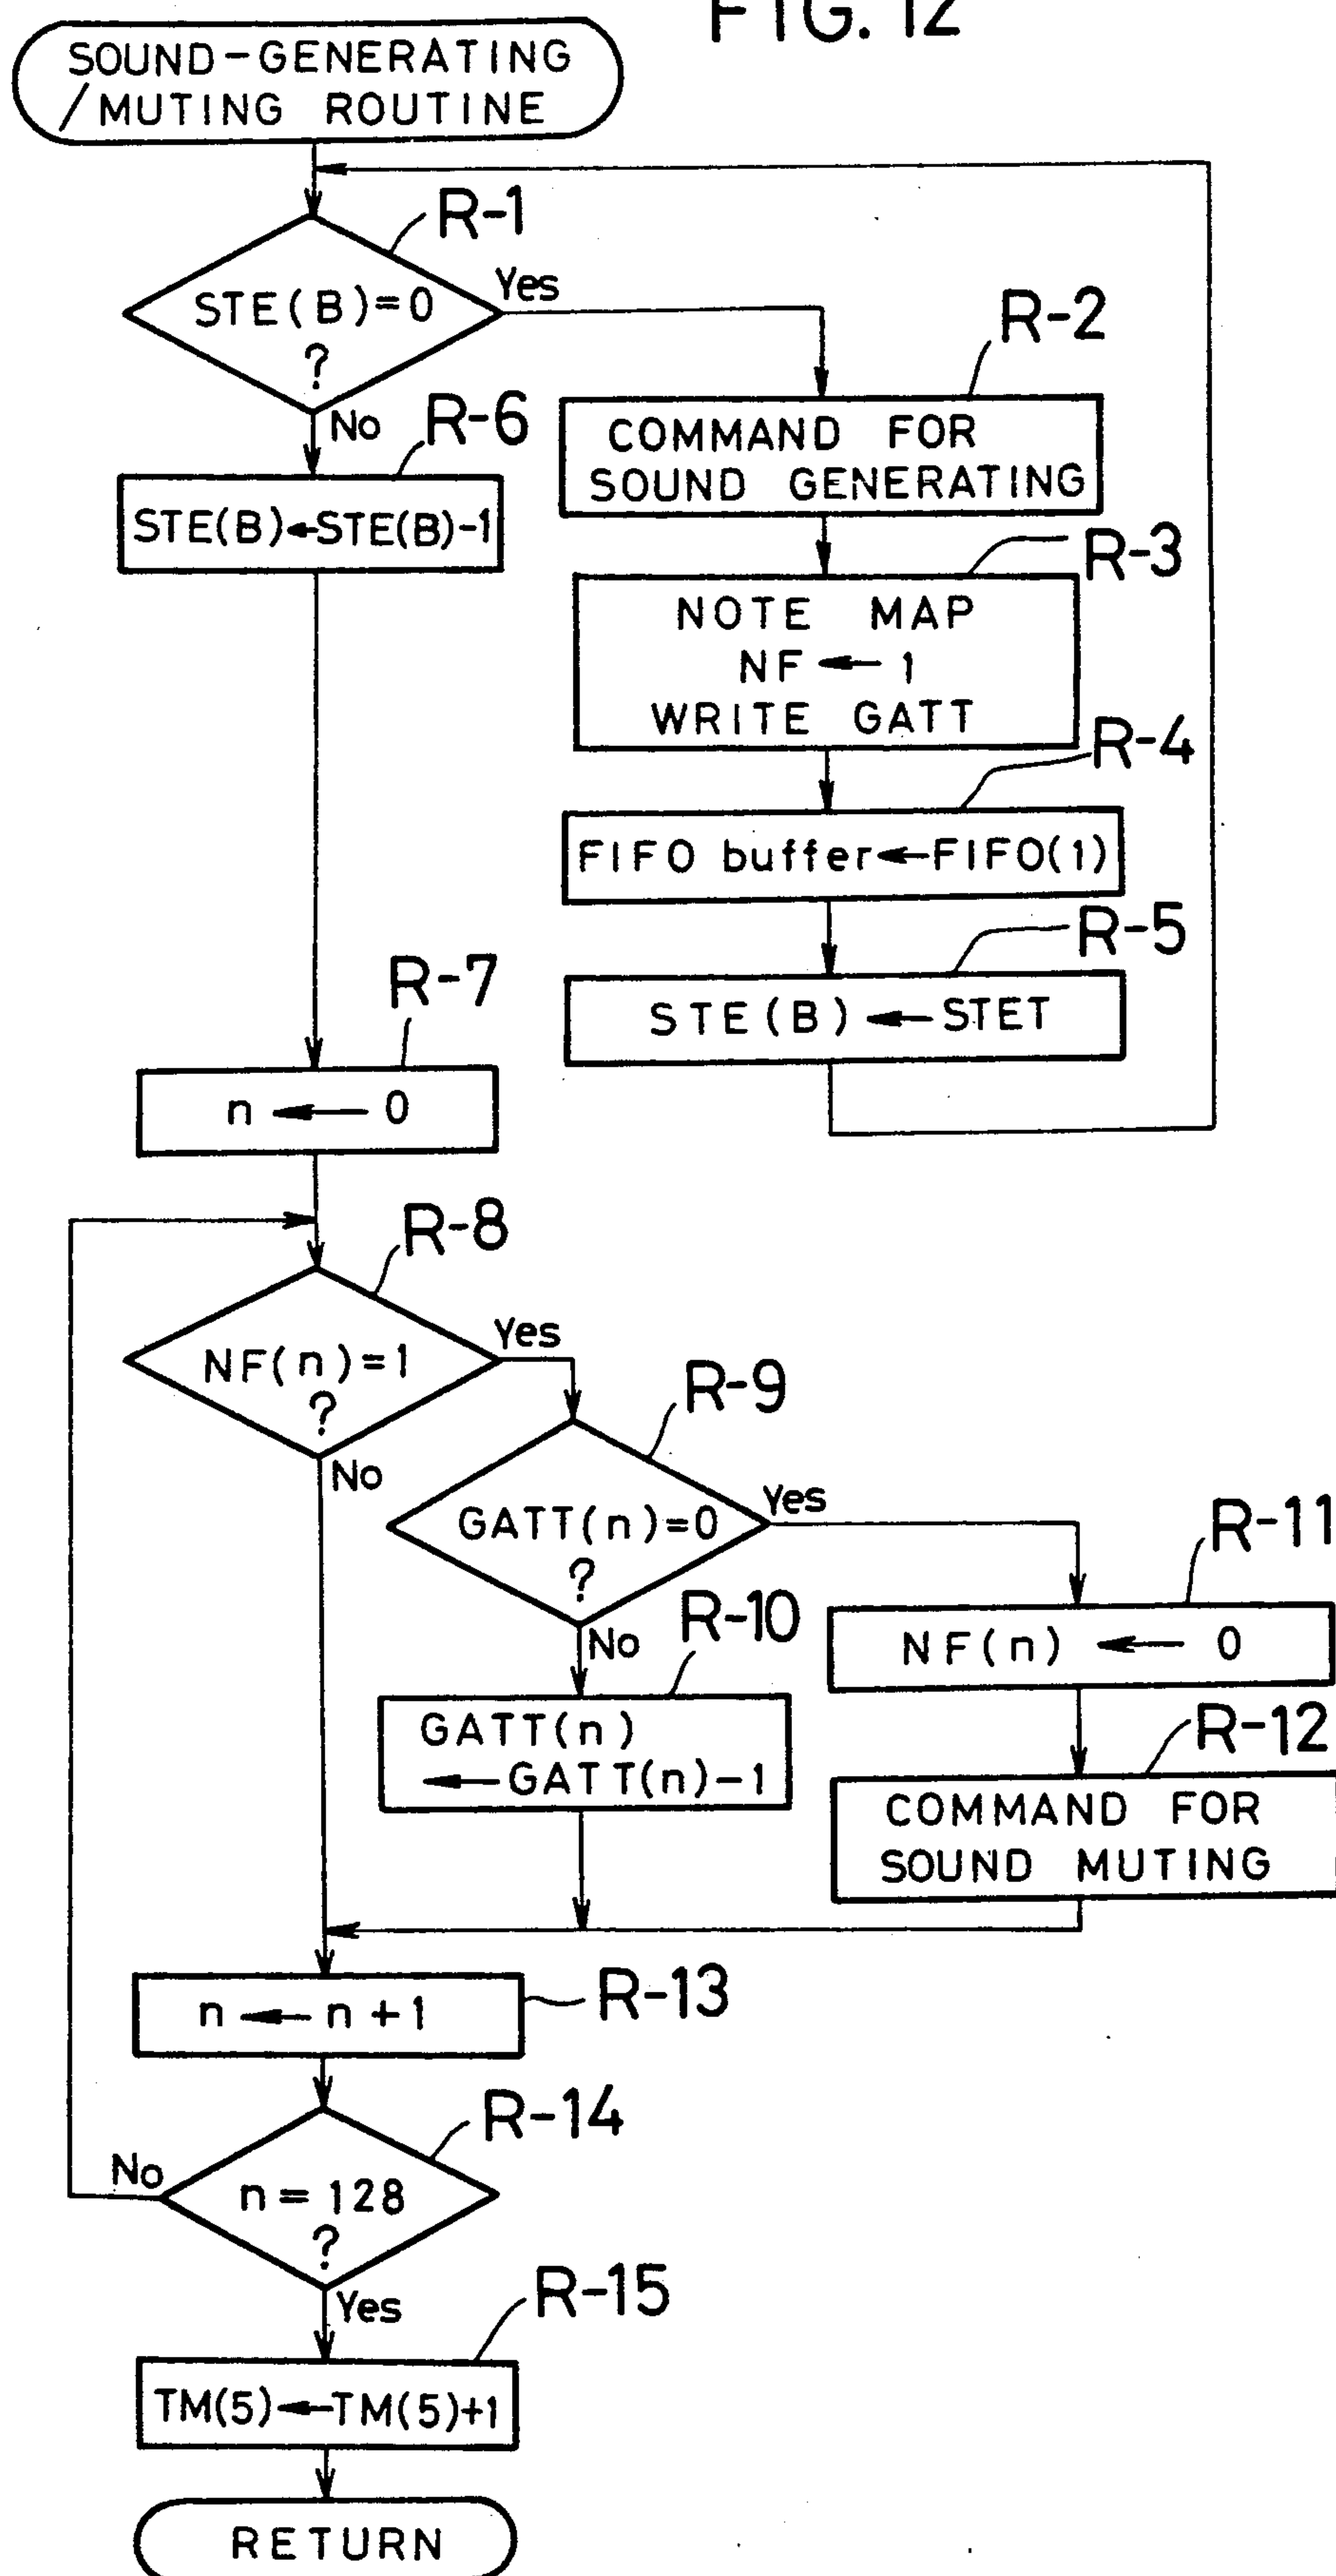 FIG. 12
SOUND-GENERATING
/MUTING ROUTINE
R-1
STE(B)=0
?
Yes
No
R-2
COMMAND FOR
SOUND GENERATING
R-6
STE(B)←STE(B)-1
R-3
NOTE MAP
NF ← 1
WRITE GATT
R-4
FIFO buffer←FIFO(1)
R-5
STE(B) ← STET
R-7
n ← 0
R-8
NF(n)=1
?
Yes
No
R-9
GATT(n)=0
?
Yes
No
R-10
GATT(n)
←GATT(n)-1
R-11
NF(n) ← 0
R-12
COMMAND FOR
SOUND MUTING
R-13
n ← n+1
R-14
n=128
?
No
Yes
R-15
TM(5)←TM(5)+1
RETURN